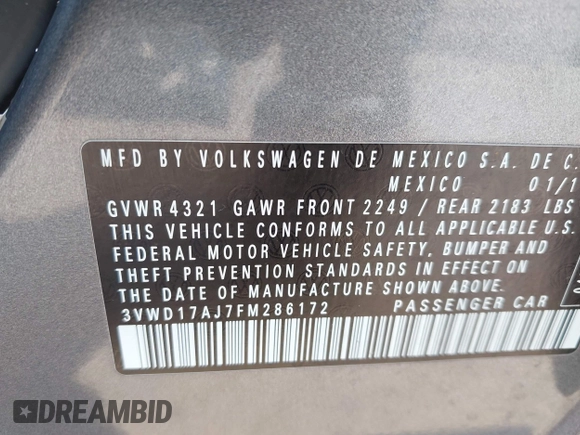 MFD BY VOLKSWAGEN DE MEXICO S.A. DE C.
MEXICO 01/1
GVWR 4321 GAWR FRONT 2249 / REAR 2183 LBS
THIS VEHICLE CONFORMS TO ALL APPLICABLE U.S.
FEDERAL MOTOR VEHICLE SAFETY, BUMPER AND
THEFT PREVENTION STANDARDS IN EFFECT ON
THE DATE OF MANUFACTURE SHOWN ABOVE.
3VWD17AJ7FM286172 PASSENGER CAR
DREAMBID